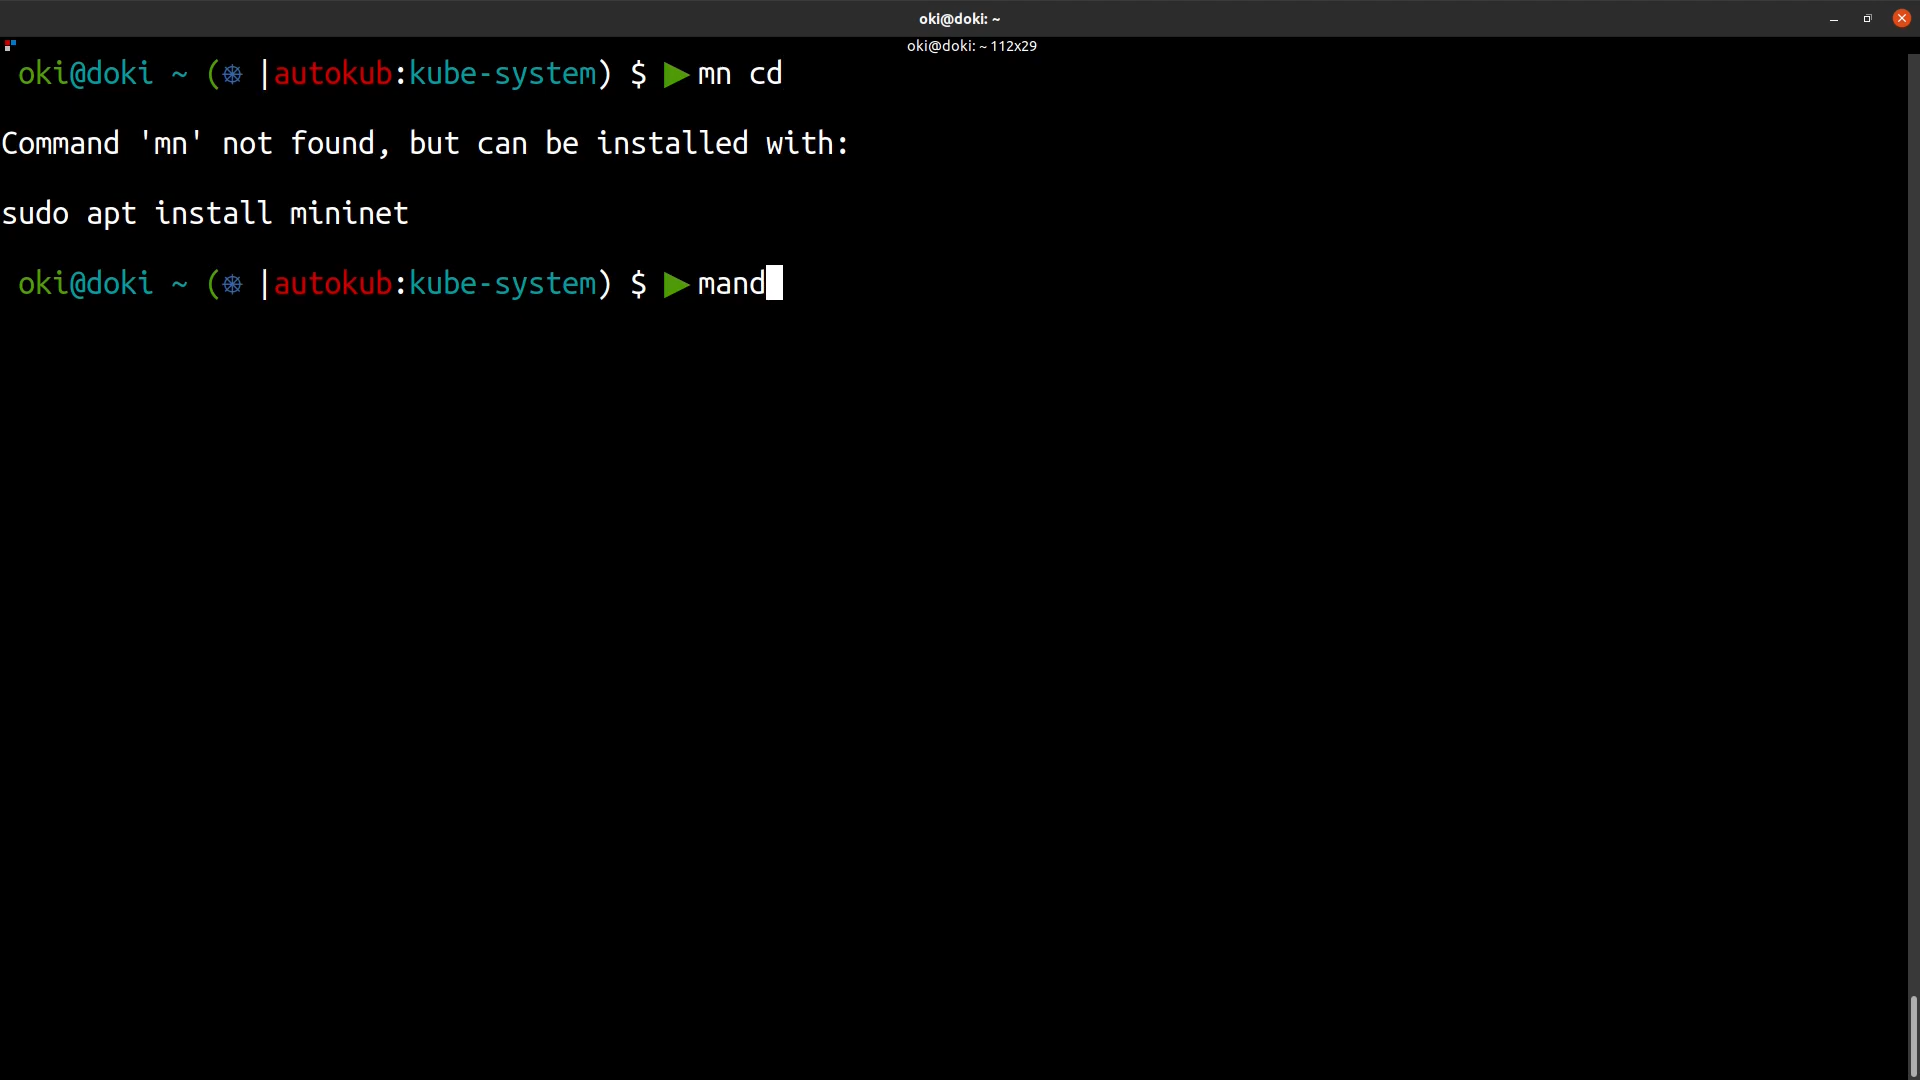 oki@doki: ~
oki@doki: ~ 112x29
oki@doki ~ (⎈ |autokub:kube-system) $ ▶mn cd
Command 'mn' not found, but can be installed with:
sudo apt install mininet
oki@doki ~ (⎈ |autokub:kube-system) $ ▶mand